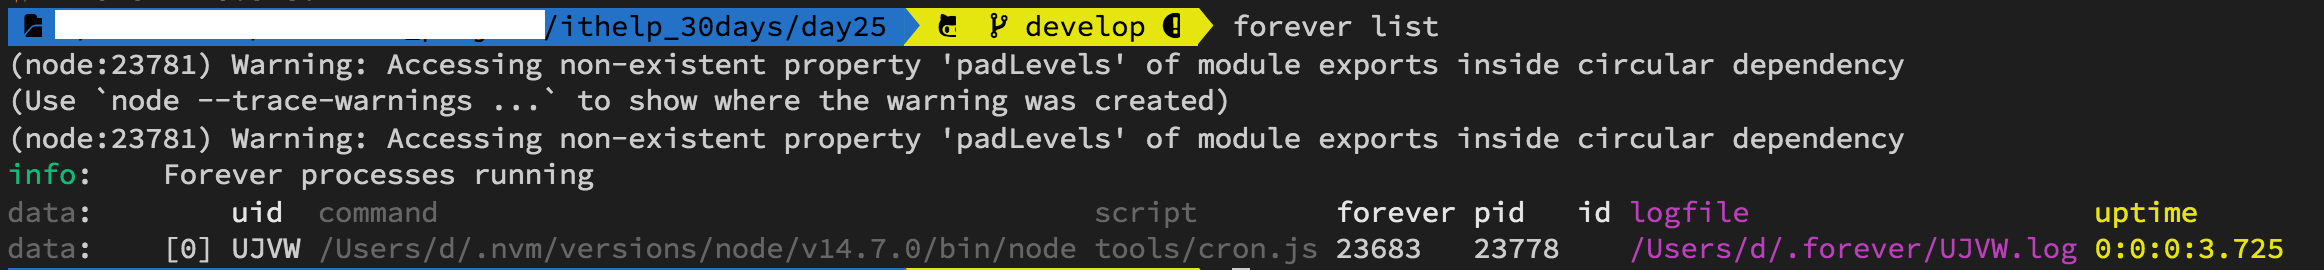 /ithelp_30days/day25 develop forever list
(node:23781) Warning: Accessing non-existent property 'padLevels' of module exports inside circular dependency
(Use `node --trace-warnings ...` to show where the warning was created)
(node:23781) Warning: Accessing non-existent property 'padLevels' of module exports inside circular dependency
info: Forever processes running
data: uid command script forever pid id logfile uptime
data: [0] UJVW /Users/d/.nvm/versions/node/v14.7.0/bin/node tools/cron.js 23683 23778 /Users/d/.forever/UJVW.log 0:0:0:3.725